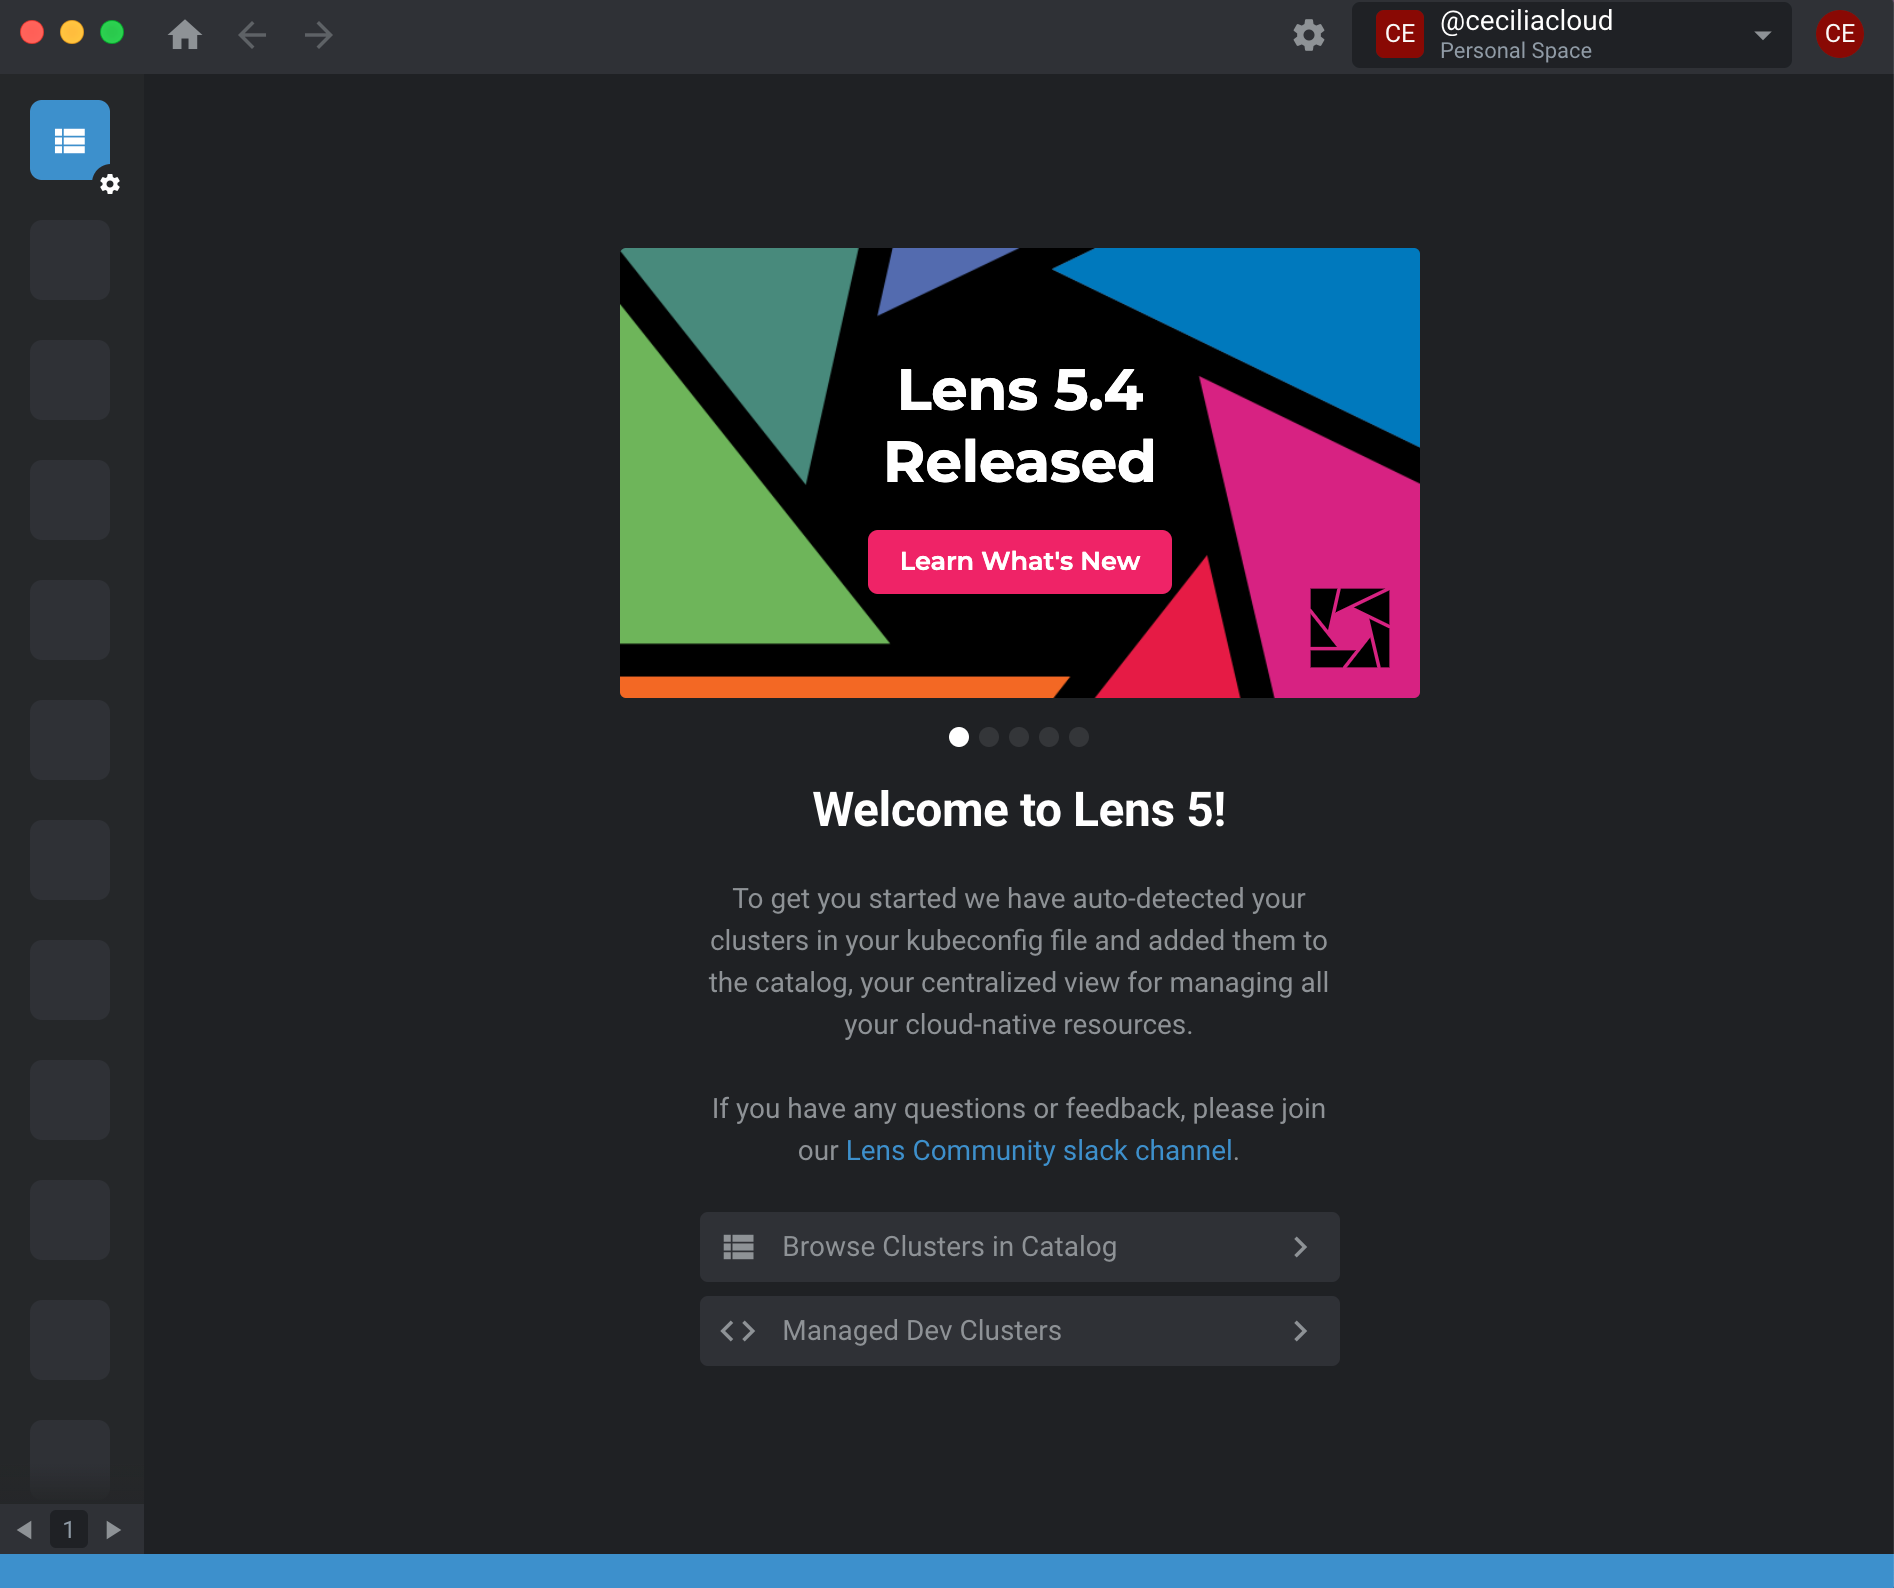 CE
@ceciliacloud
Personal Space
CE
Lens 5.4
Released
Learn What's New
Welcome to Lens 5!
To get you started we have auto-detected your
clusters in your kubeconfig file and added them to
the catalog, your centralized view for managing all
your cloud-native resources.
If you have any questions or feedback, please join
our Lens Community slack channel.
Browse Clusters in Catalog
Managed Dev Clusters
1